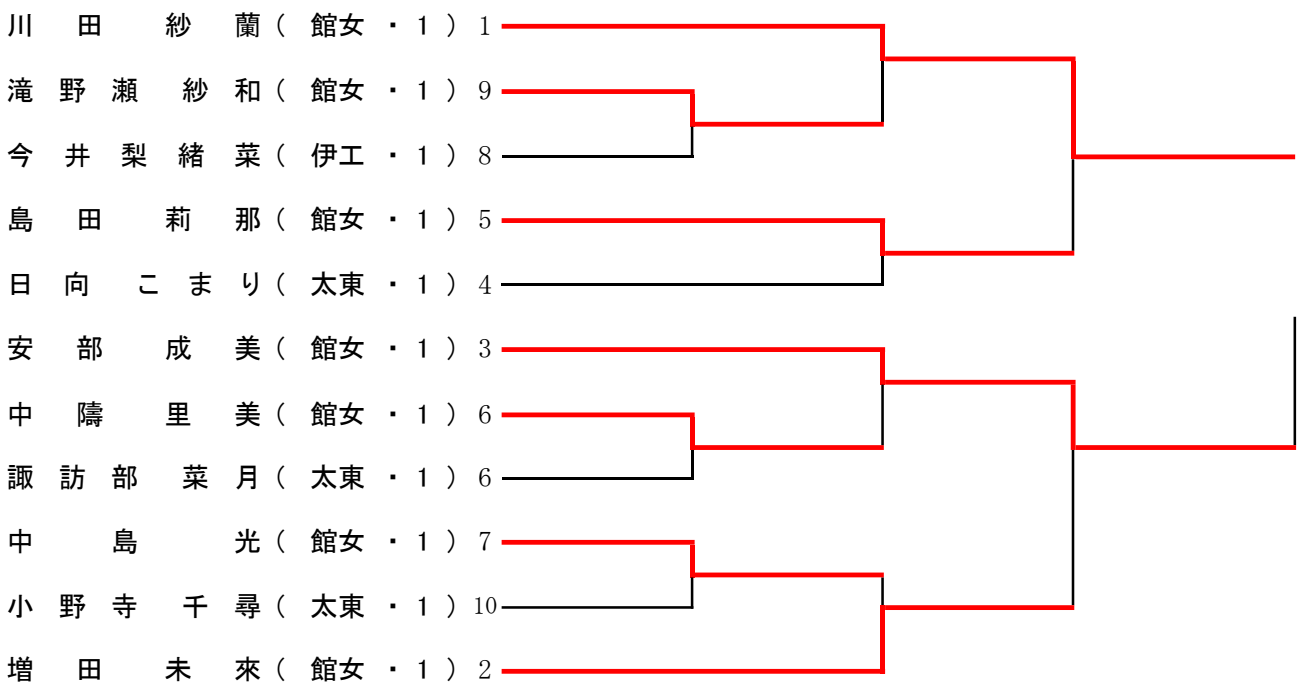 川田 紗蘭(館女・1) 1
滝野瀬 紗和(館女・1) 9
今井梨緒菜(伊工・1) 8
島田 莉那(館女・1) 5
日向 こまり(太東・1) 4
安部 成美(館女・1) 3
中隯 里美(館女・1) 6
諏訪部 菜月(太東・1) 6
中島 光(館女・1) 7
小野寺 千尋(太東・1) 10
増田 未來(館女・1) 2